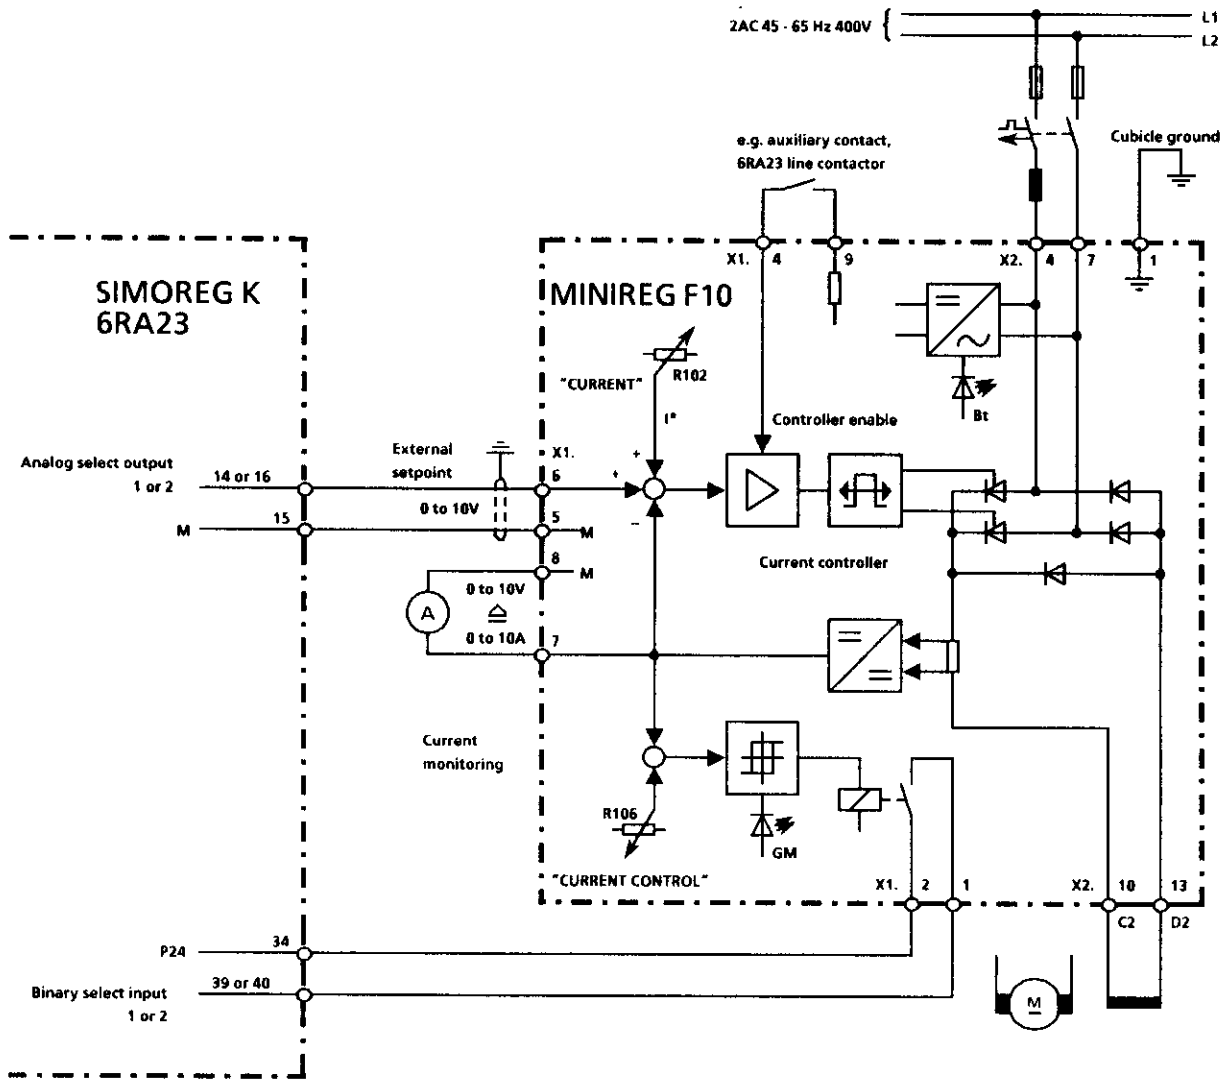 2AC 45 - 65 Hz 400V
L1
L2
e.g. auxiliary contact,
6RA23 line contactor
Cubicle ground
X1. 4 9
X2. 4 7 1
SIMOREG K
6RA23
MINIREG F10
R102
"CURRENT"
I*
Bt
Controller enable
External
setpoint
X1.
Analog select output
1 or 2
14 or 16
6
+
+
0 to 10V
M
15
5
M
−
8
M
Current controller
A
0 to 10V
≙
0 to 10A
7
Current
monitoring
R106
GM
"CURRENT CONTROL"
X1. 2 1
X2. 10 13
C2 D2
P24
34
Binary select input
1 or 2
39 or 40
M